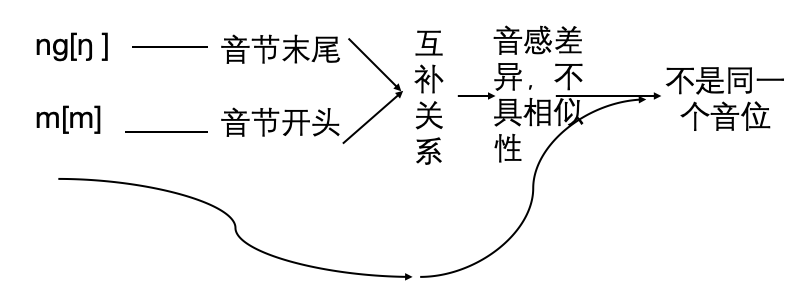 ng[ŋ ]
音节末尾
m[m]
音节开头
互
补
关
系
音感差
异，不
具相似
性
不是同一
个音位